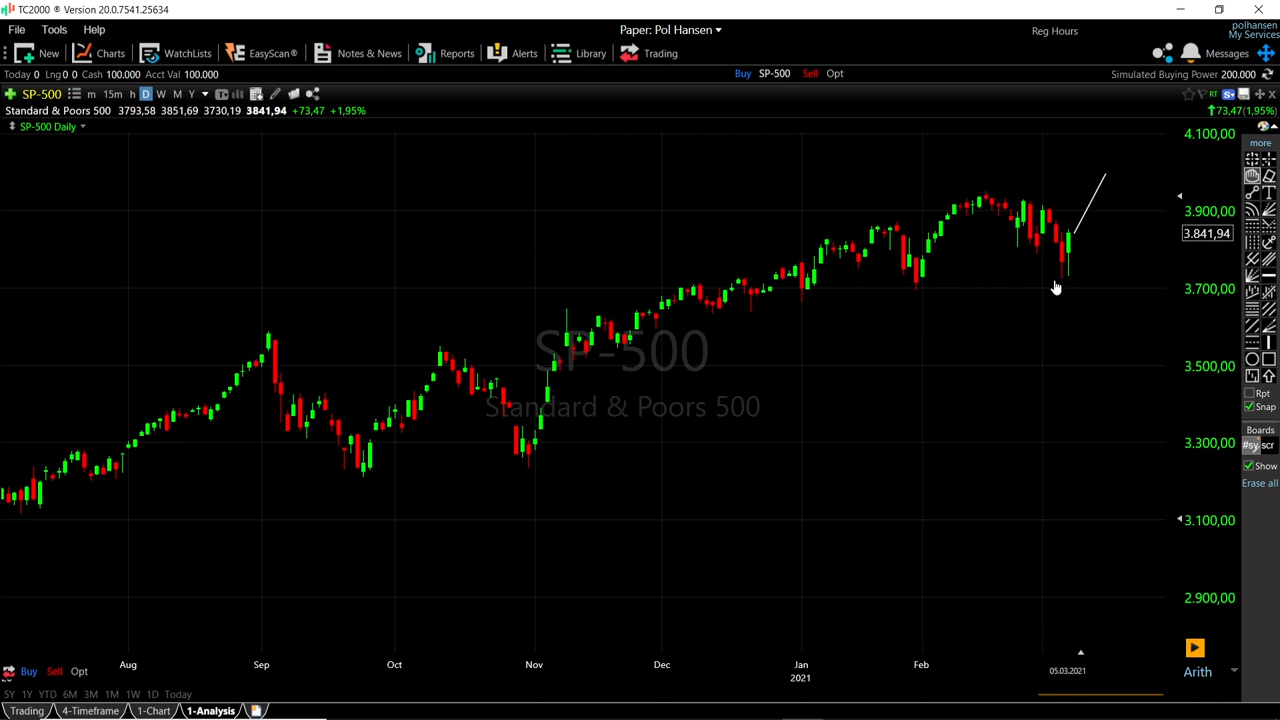 TC2000 ® Version 20.0.7541.25634
File Tools Help Paper: Pol Hansen Reg Hours polhansen
My Services
New Charts WatchLists EasyScan® Notes & News Reports Alerts Library Trading Messages
Today 0 Lng 0 0 Cash 100.000 Acct Val 100.000 Buy SP-500 Sell Opt Simulated Buying Power 200.000
SP-500 m 15m h D W M Y RT S
Standard & Poors 500 3793,58 3851,69 3730,19 3841,94 +73,47 +1,95% 73,47(1,95%)
SP-500 Daily
4.100,00
more
3.900,00
3.841,94
3.700,00
SP-500
3.500,00
Standard & Poors 500
Rpt
Snap
Boards
3.300,00
#sy scr
Show
Erase all
3.100,00
2.900,00
Aug Sep Oct Nov Dec Jan Feb
2021
Buy Sell Opt 05.03.2021 Arith
5Y 1Y YTD 6M 3M 1M 1W 1D Today
Trading 4-Timeframe 1-Chart 1-Analysis